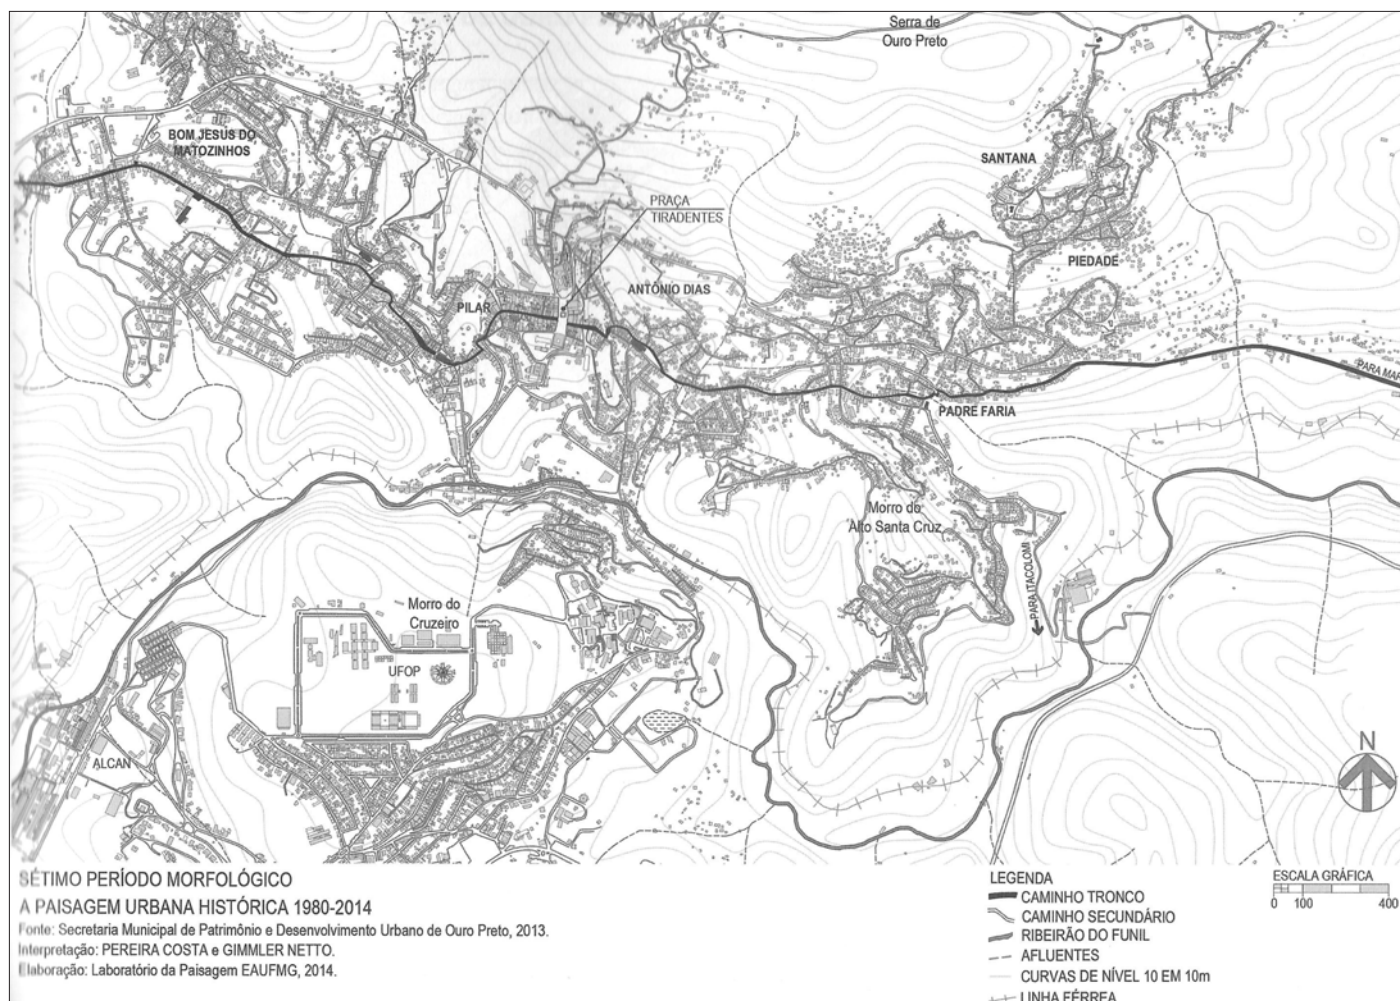 Serra de
Ouro Preto
BOM JESUS DO
MATOZINHOS
SANTANA
PRAÇA
TIRADENTES
PIEDADE
ANTÔNIO DIAS
PILAR
PARA MAR
PADRE FARIA
Morro do
Alto Santa Cruz
PARA ITACOLOMI
Morro do
Cruzeiro
UFOP
ALCAN
N
SÉTIMO PERÍODO MORFOLÓGICO
A PAISAGEM URBANA HISTÓRICA 1980-2014
Fonte: Secretaria Municipal de Patrimônio e Desenvolvimento Urbano de Ouro Preto, 2013.
Interpretação: PEREIRA COSTA e GIMMLER NETTO.
Elaboração: Laboratório da Paisagem EAUFMG, 2014.
LEGENDA
CAMINHO TRONCO
CAMINHO SECUNDÁRIO
RIBEIRÃO DO FUNIL
AFLUENTES
CURVAS DE NÍVEL 10 EM 10m
LINHA FÉRREA
ESCALA GRÁFICA
0 100 400